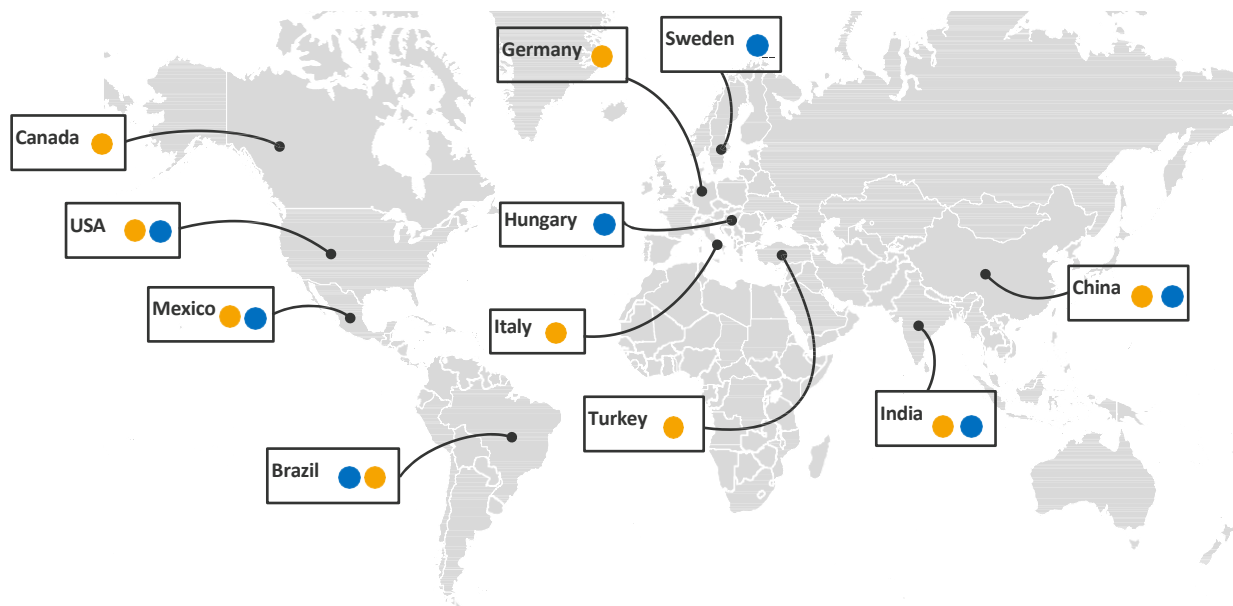 Germany
Sweden
Canada
USA
Hungary
Mexico
Italy
China
Turkey
India
Brazil